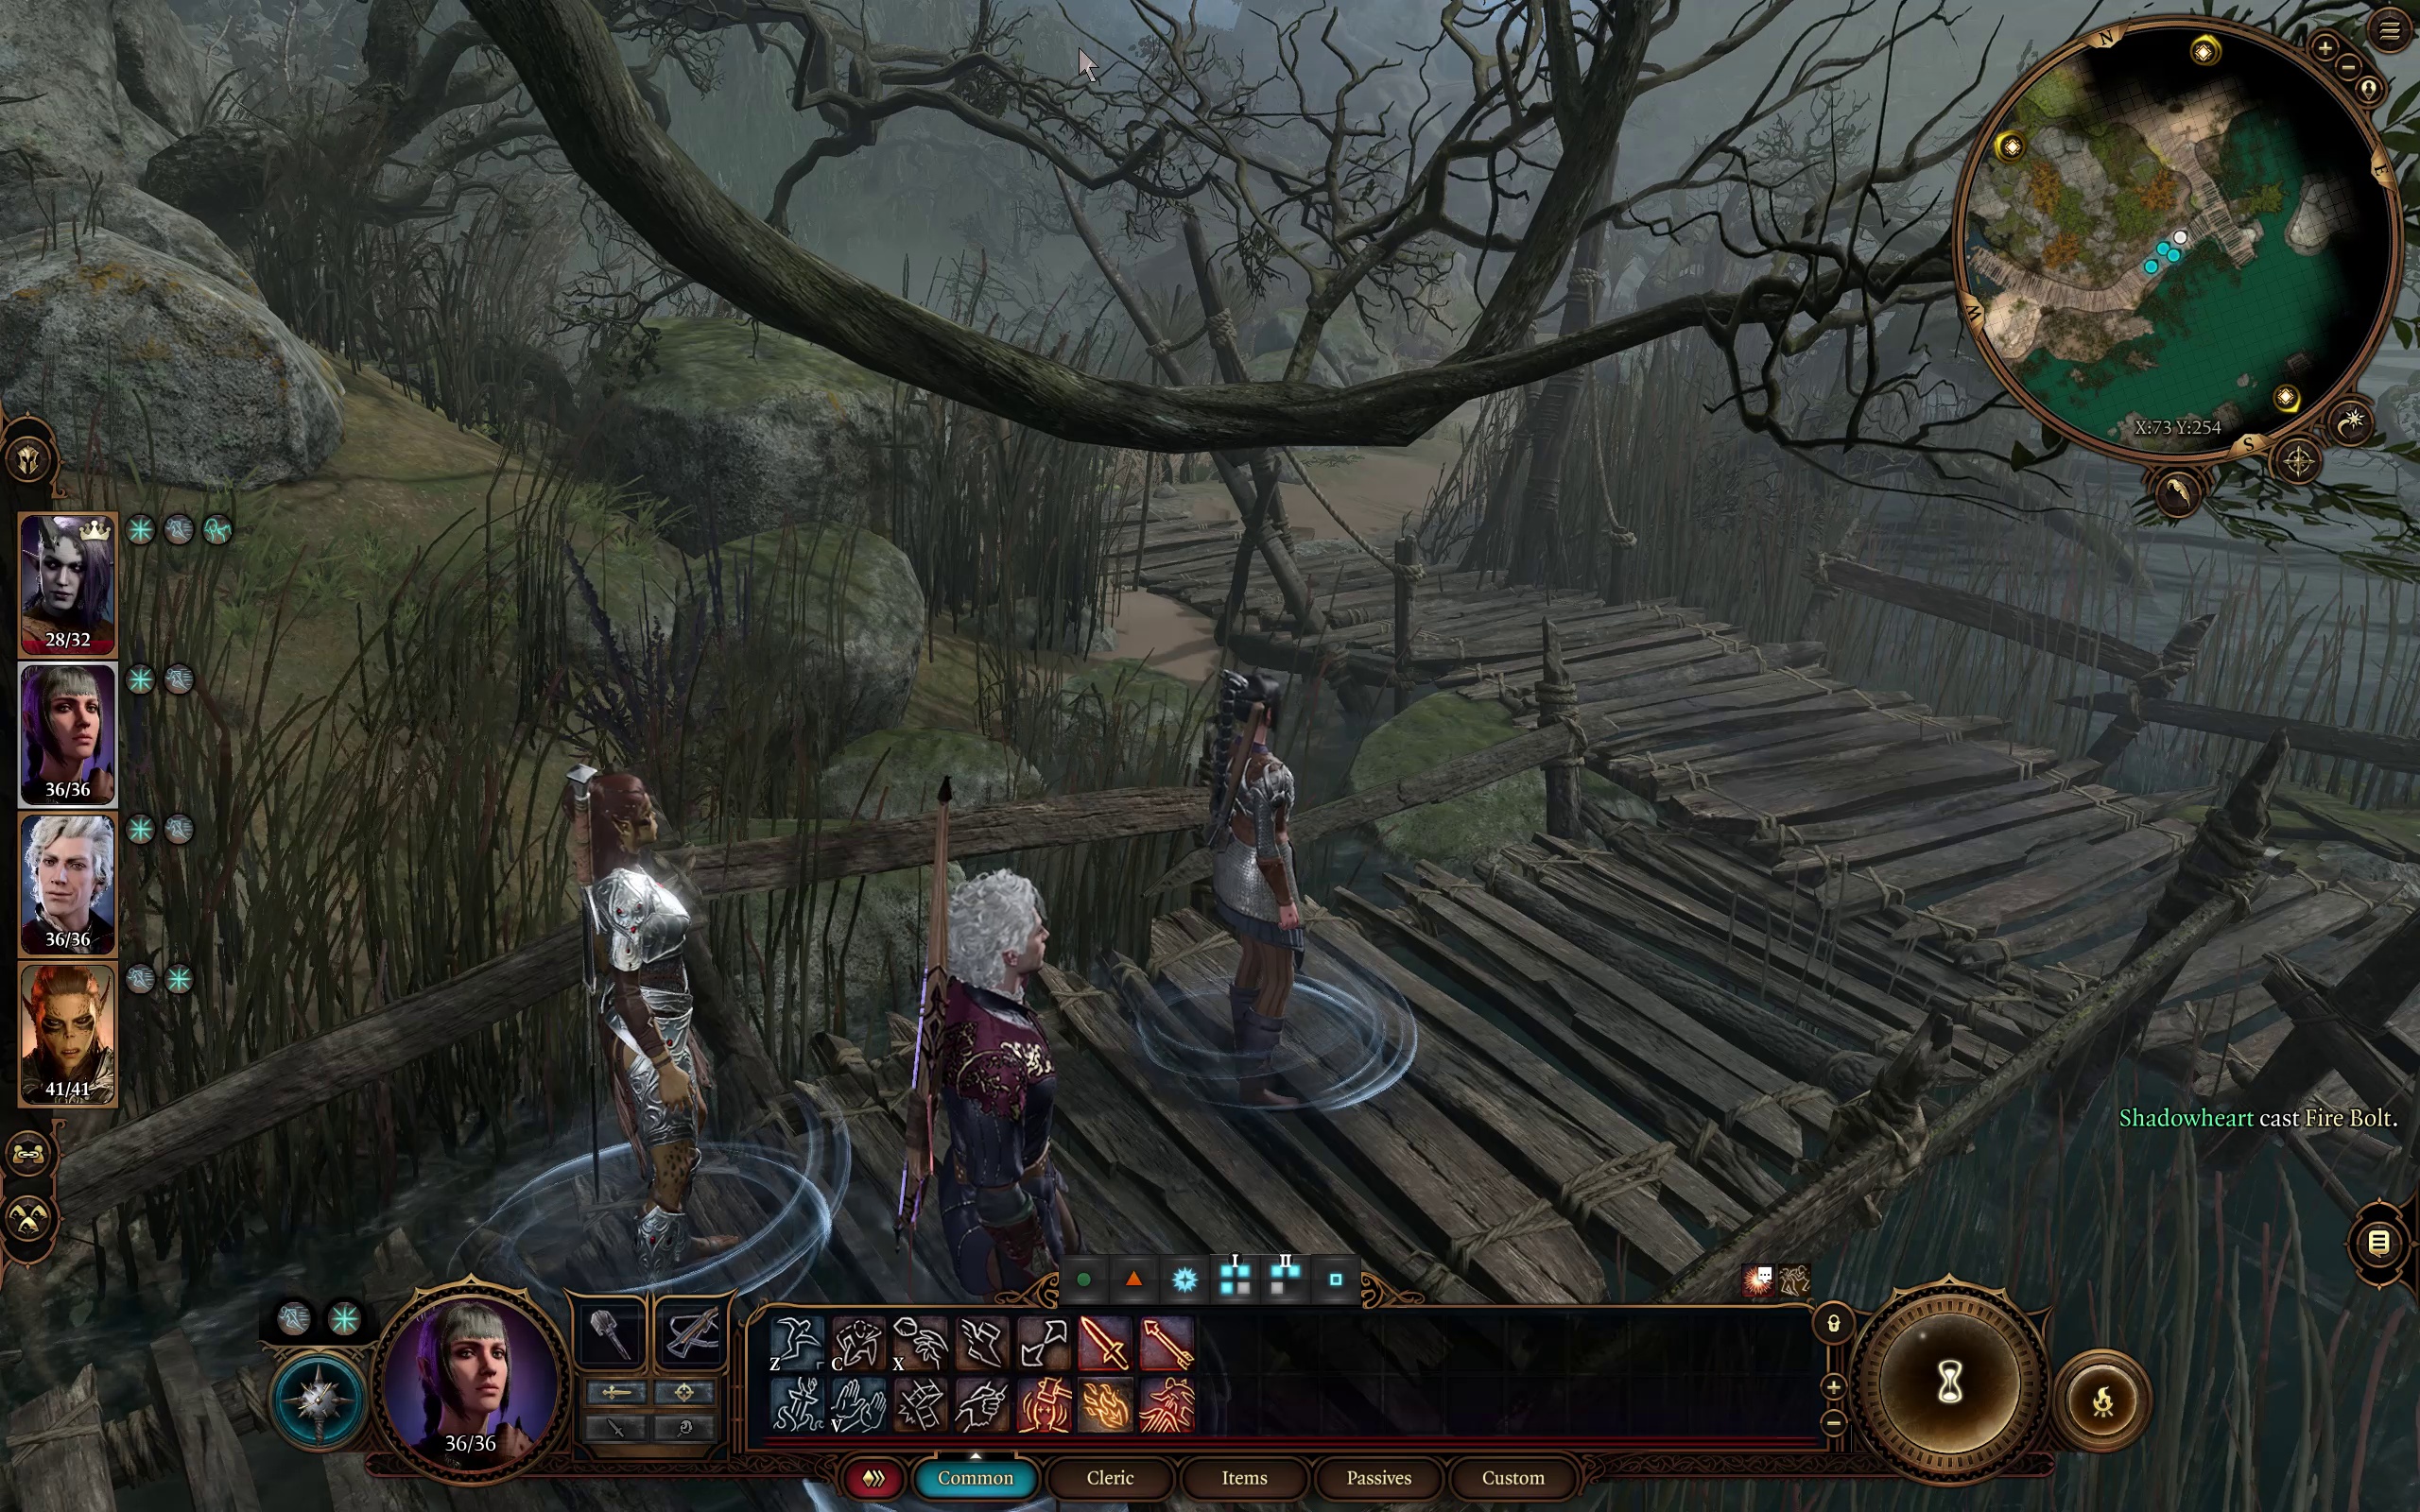 N
E
W
S
X:73 Y:254
28/32
36/36
36/36
41/41
Shadowheart cast Fire Bolt.
I
II
Z
C
X
V
36/36
Common
Cleric
Items
Passives
Custom